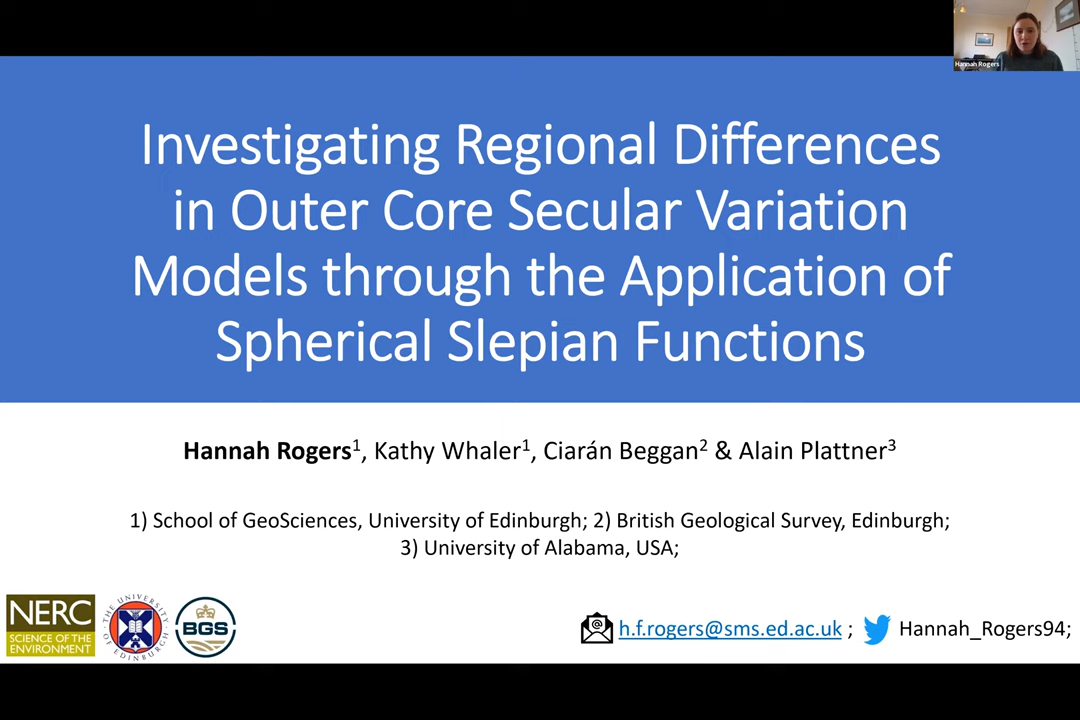 Hannah Rogers
Investigating Regional Differences
in Outer Core Secular Variation
Models through the Application of
Spherical Slepian Functions
Hannah Rogers¹, Kathy Whaler¹, Ciarán Beggan² & Alain Plattner³
1) School of GeoSciences, University of Edinburgh; 2) British Geological Survey, Edinburgh;
3) University of Alabama, USA;
NERC
SCIENCE OF THE
ENVIRONMENT
THE UNIVERSITY
OF EDINBURGH
BGS
h.f.rogers@sms.ed.ac.uk ; Hannah_Rogers94;